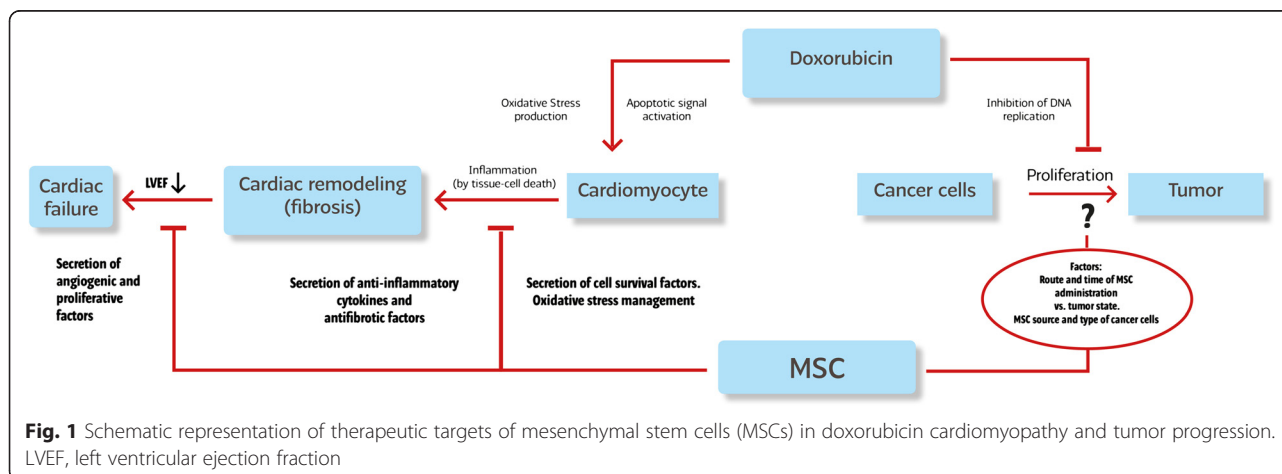 Doxorubicin
Oxidative Stress
production
Apoptotic signal
activation
Inhibition of DNA
replication
Cardiac
failure
LVEF
Cardiac remodeling
(fibrosis)
Inflammation
(by tissue-cell death)
Cardiomyocyte
Cancer cells
Proliferation
Tumor
?
Secretion of
angiogenic and
proliferative
factors
Secretion of anti-inflammatory
cytokines and
antifibrotic factors
Secretion of cell survival factors.
Oxidative stress management
Factors:
Route and time of MSC
administration
vs. tumor state.
MSC source and type of cancer cells
MSC
Fig. 1 Schematic representation of therapeutic targets of mesenchymal stem cells (MSCs) in doxorubicin cardiomyopathy and tumor progression.
LVEF, left ventricular ejection fraction